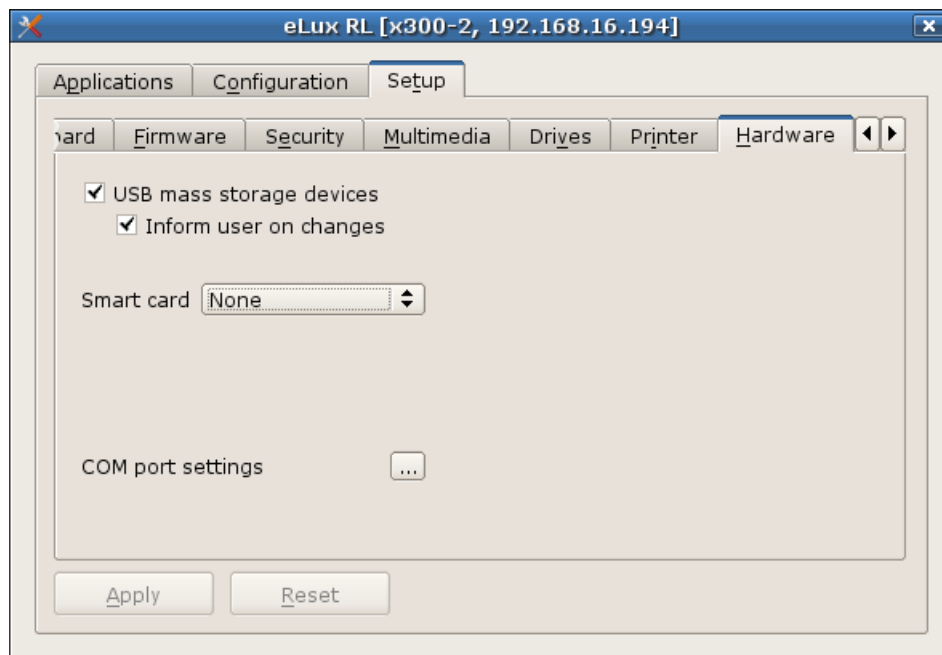 eLux RL [x300-2, 192.168.16.194]
Applications Configuration Setup
ard Firmware Security Multimedia Drives Printer Hardware
USB mass storage devices
Inform user on changes
Smart card None
COM port settings ...
Apply Reset